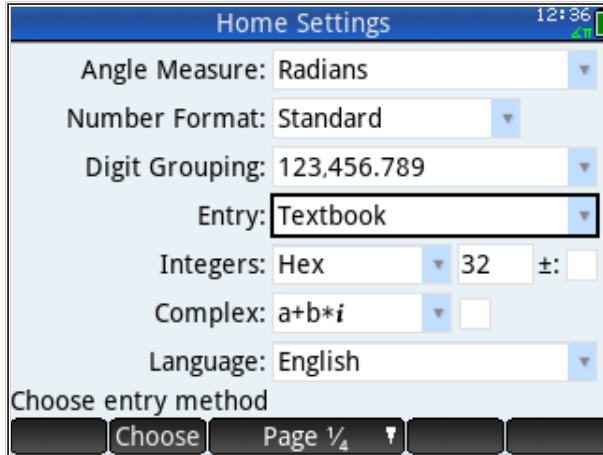 Home Settings 12:36
∡π
Angle Measure: Radians
Number Format: Standard
Digit Grouping: 123,456.789
Entry: Textbook
Integers: Hex 32 ±:
Complex: a+b*i
Language: English
Choose entry method
Choose Page 1/4